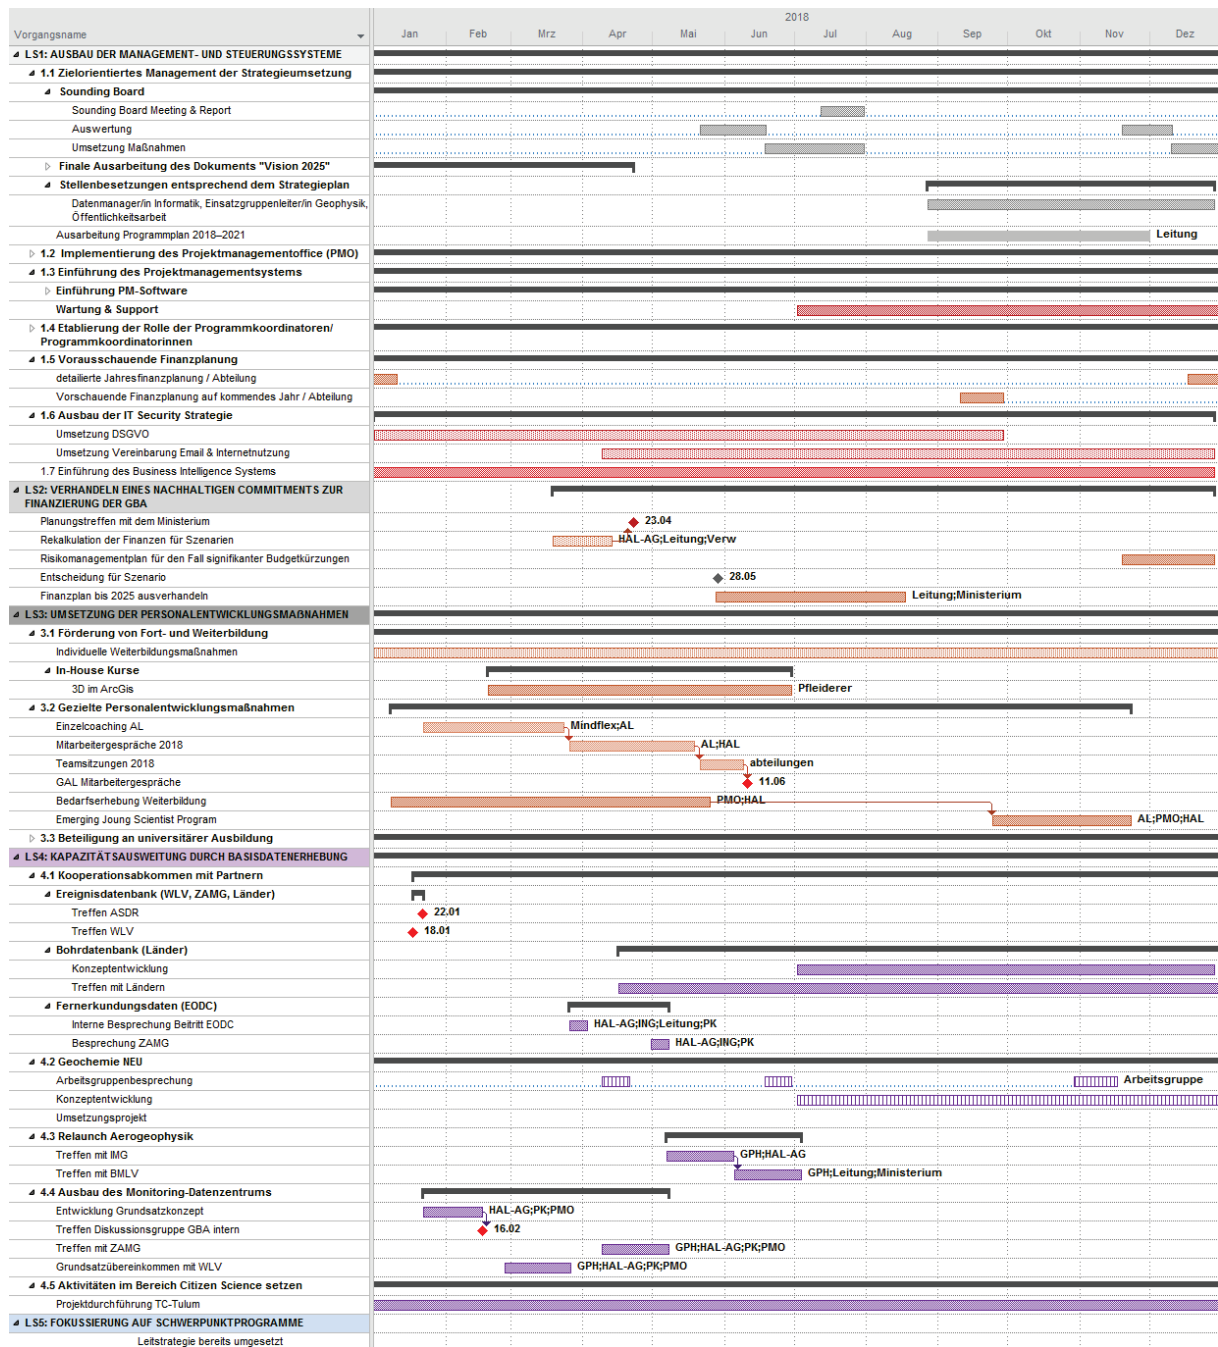 2018
Vorgangsname
Jan Feb Mrz Apr Mai Jun Jul Aug Sep Okt Nov Dez
LS1: AUSBAU DER MANAGEMENT- UND STEUERUNGSSYSTEME
1.1 Zielorientiertes Management der Strategieumsetzung
Sounding Board
Sounding Board Meeting & Report
Auswertung
Umsetzung Maßnahmen
Finale Ausarbeitung des Dokuments "Vision 2025"
Stellenbesetzungen entsprechend dem Strategieplan
Datenmanager/in Informatik, Einsatzgruppenleiter/in Geophysik,
Öffentlichkeitsarbeit
Ausarbeitung Programmplan 2018–2021 Leitung
1.2 Implementierung des Projektmanagementoffice (PMO)
1.3 Einführung des Projektmanagementsystems
Einführung PM-Software
Wartung & Support
1.4 Etablierung der Rolle der Programmkoordinatoren/
Programmkoordinatorinnen
1.5 Vorausschauende Finanzplanung
detailierte Jahresfinanzplanung / Abteilung
Vorschauende Finanzplanung auf kommendes Jahr / Abteilung
1.6 Ausbau der IT Security Strategie
Umsetzung DSGVO
Umsetzung Vereinbarung Email & Internetnutzung
1.7 Einführung des Business Intelligence Systems
LS2: VERHANDELN EINES NACHHALTIGEN COMMITMENTS ZUR
FINANZIERUNG DER GBA
Planungstreffen mit dem Ministerium 23.04
Rekalkulation der Finanzen für Szenarien HAL-AG;Leitung;Verw
Risikomanagementplan für den Fall signifikanter Budgetkürzungen
Entscheidung für Szenario 28.05
Finanzplan bis 2025 ausverhandeln Leitung;Ministerium
LS3: UMSETZUNG DER PERSONALENTWICKLUNGSMAßNAHMEN
3.1 Förderung von Fort- und Weiterbildung
Individuelle Weiterbildungsmaßnahmen
In-House Kurse
3D im ArcGis Pfleiderer
3.2 Gezielte Personalentwicklungsmaßnahmen
Einzelcoaching AL Mindflex;AL
Mitarbeitergespräche 2018 AL;HAL
Teamsitzungen 2018 abteilungen
GAL Mitarbeitergespräche 11.06
Bedarfserhebung Weiterbildung PMO;HAL
Emerging Joung Scientist Program AL;PMO;HAL
3.3 Beteiligung an universitärer Ausbildung
LS4: KAPAZITÄTSAUSWEITUNG DURCH BASISDATENERHEBUNG
4.1 Kooperationsabkommen mit Partnern
Ereignisdatenbank (WLV, ZAMG, Länder)
Treffen ASDR 22.01
Treffen WLV 18.01
Bohrdatenbank (Länder)
Konzeptentwicklung
Treffen mit Ländern
Fernerkundungsdaten (EODC)
Interne Besprechung Beitritt EODC HAL-AG;ING;Leitung;PK
Besprechung ZAMG HAL-AG;ING;PK
4.2 Geochemie NEU
Arbeitsgruppenbesprechung Arbeitsgruppe
Konzeptentwicklung
Umsetzungsprojekt
4.3 Relaunch Aerogeophysik
Treffen mit IMG GPH;HAL-AG
Treffen mit BMLV GPH;Leitung;Ministerium
4.4 Ausbau des Monitoring-Datenzentrums
Entwicklung Grundsatzkonzept HAL-AG;PK;PMO
Treffen Diskussionsgruppe GBA intern 16.02
Treffen mit ZAMG GPH;HAL-AG;PK;PMO
Grundsatzübereinkommen mit WLV GPH;HAL-AG;PK;PMO
4.5 Aktivitäten im Bereich Citizen Science setzen
Projektdurchführung TC-Tulum
LS5: FOKUSSIERUNG AUF SCHWERPUNKTPROGRAMME
Leitstrategie bereits umgesetzt